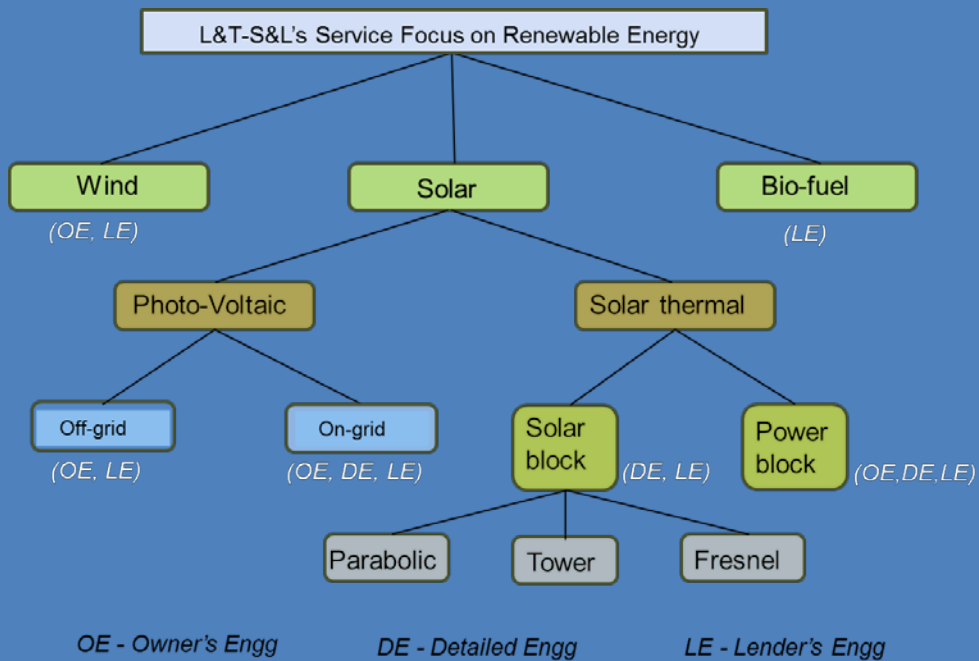 L&T-S&L's Service Focus on Renewable Energy
Wind
Solar
Bio-fuel
(OE, LE)
(LE)
Photo-Voltaic
Solar thermal
Off-grid
On-grid
Solar
block
Power
block
(OE, LE)
(OE, DE, LE)
(DE, LE)
(OE,DE,LE)
Parabolic
Tower
Fresnel
OE - Owner's Engg
DE - Detailed Engg
LE - Lender's Engg